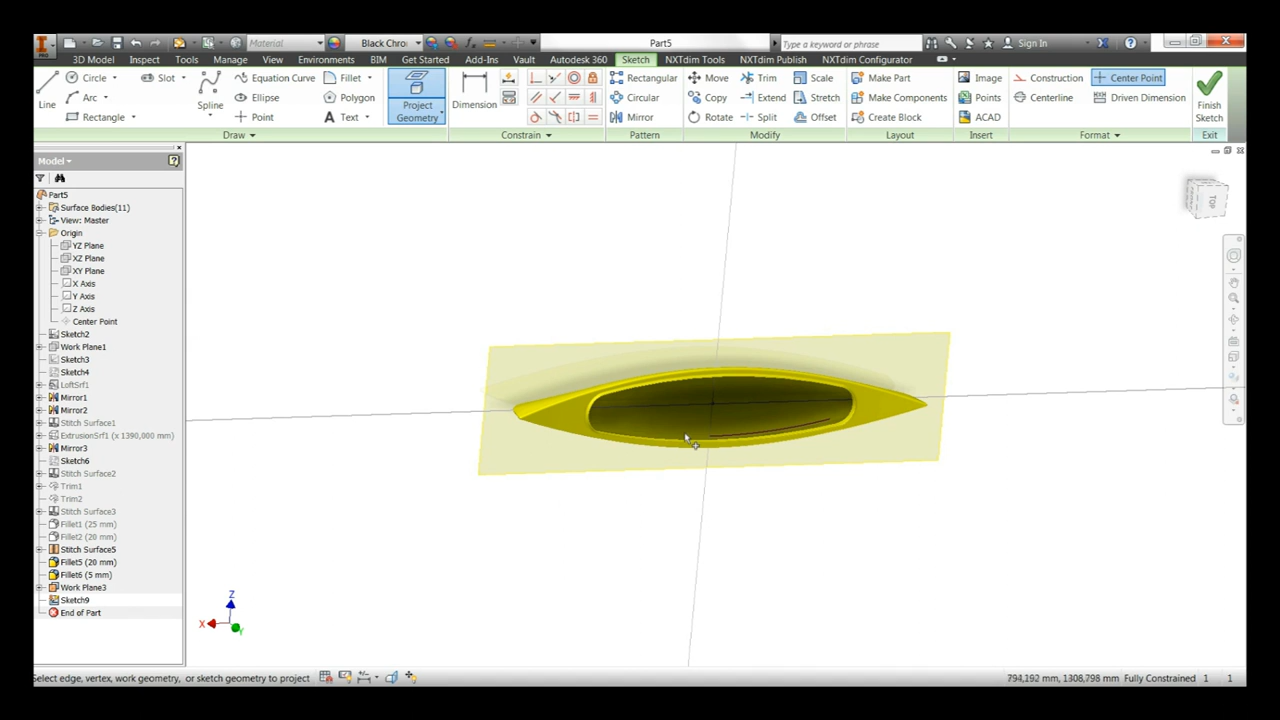 Material
Black Chro
Part5
Type a keyword or phrase
Sign In
PRO
3D Model Inspect Tools Manage View Environments BIM Get Started Add-Ins Vault Autodesk 360 Sketch NXTdim Tools NXTdim Publish NXTdim Configurator
Circle Slot Equation Curve Fillet Rectangular Move Trim Scale Make Part Image Construction Center Point
Arc Ellipse Polygon Circular Copy Extend Stretch Make Components Points Centerline Driven Dimension
Line Spline Project Geometry Dimension Finish Sketch
Rectangle Point Text Mirror Rotate Split Offset Create Block ACAD
Draw Constrain Pattern Modify Layout Insert Format Exit
Model
Part5
Surface Bodies(11)
View: Master
Origin
YZ Plane
XZ Plane
XY Plane
X Axis
Y Axis
Z Axis
Center Point
Sketch2
Work Plane1
Sketch3
Sketch4
LoftSrf1
Mirror1
Mirror2
Stitch Surface1
ExtrusionSrf1 (x 1390,000 mm)
Mirror3
Sketch6
Stitch Surface2
Trim1
Trim2
Stitch Surface3
Fillet1 (25 mm)
Fillet2 (20 mm)
Stitch Surface5
Fillet5 (20 mm)
Fillet6 (5 mm)
Work Plane3
Sketch9
End of Part
TOP
Z
X
Y
Select edge, vertex, work geometry, or sketch geometry to project
794,192 mm, 1308,798 mm Fully Constrained 1 1